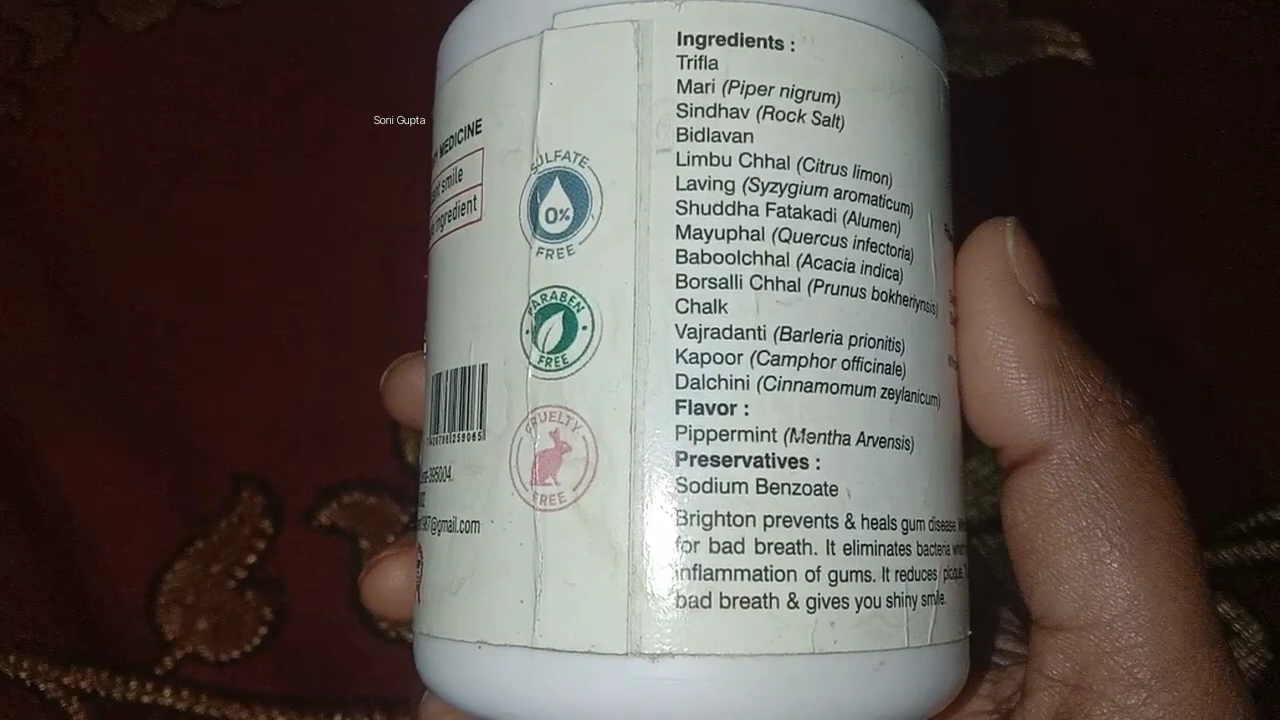 Soni Gupta
MEDICINE
smile
ingredient
SULFATE
0%
FREE
PARABEN
FREE
CRUELTY
FREE
395004.
@gmail.com
Ingredients :
Trifla
Mari (Piper nigrum)
Sindhav (Rock Salt)
Bidlavan
Limbu Chhal (Citrus limon)
Laving (Syzygium aromaticum)
Shuddha Fatakadi (Alumen)
Mayuphal (Quercus infectoria)
Baboolchhal (Acacia indica)
Borsalli Chhal (Prunus bokheriynsis)
Chalk
Vajradanti (Barleria prionitis)
Kapoor (Camphor officinale)
Dalchini (Cinnamomum zeylanicum)
Flavor :
Pippermint (Mentha Arvensis)
Preservatives :
Sodium Benzoate
Brighton prevents & heals gum disease
for bad breath. It eliminates bacteria
inflammation of gums. It reduces
bad breath & gives you shiny smile.